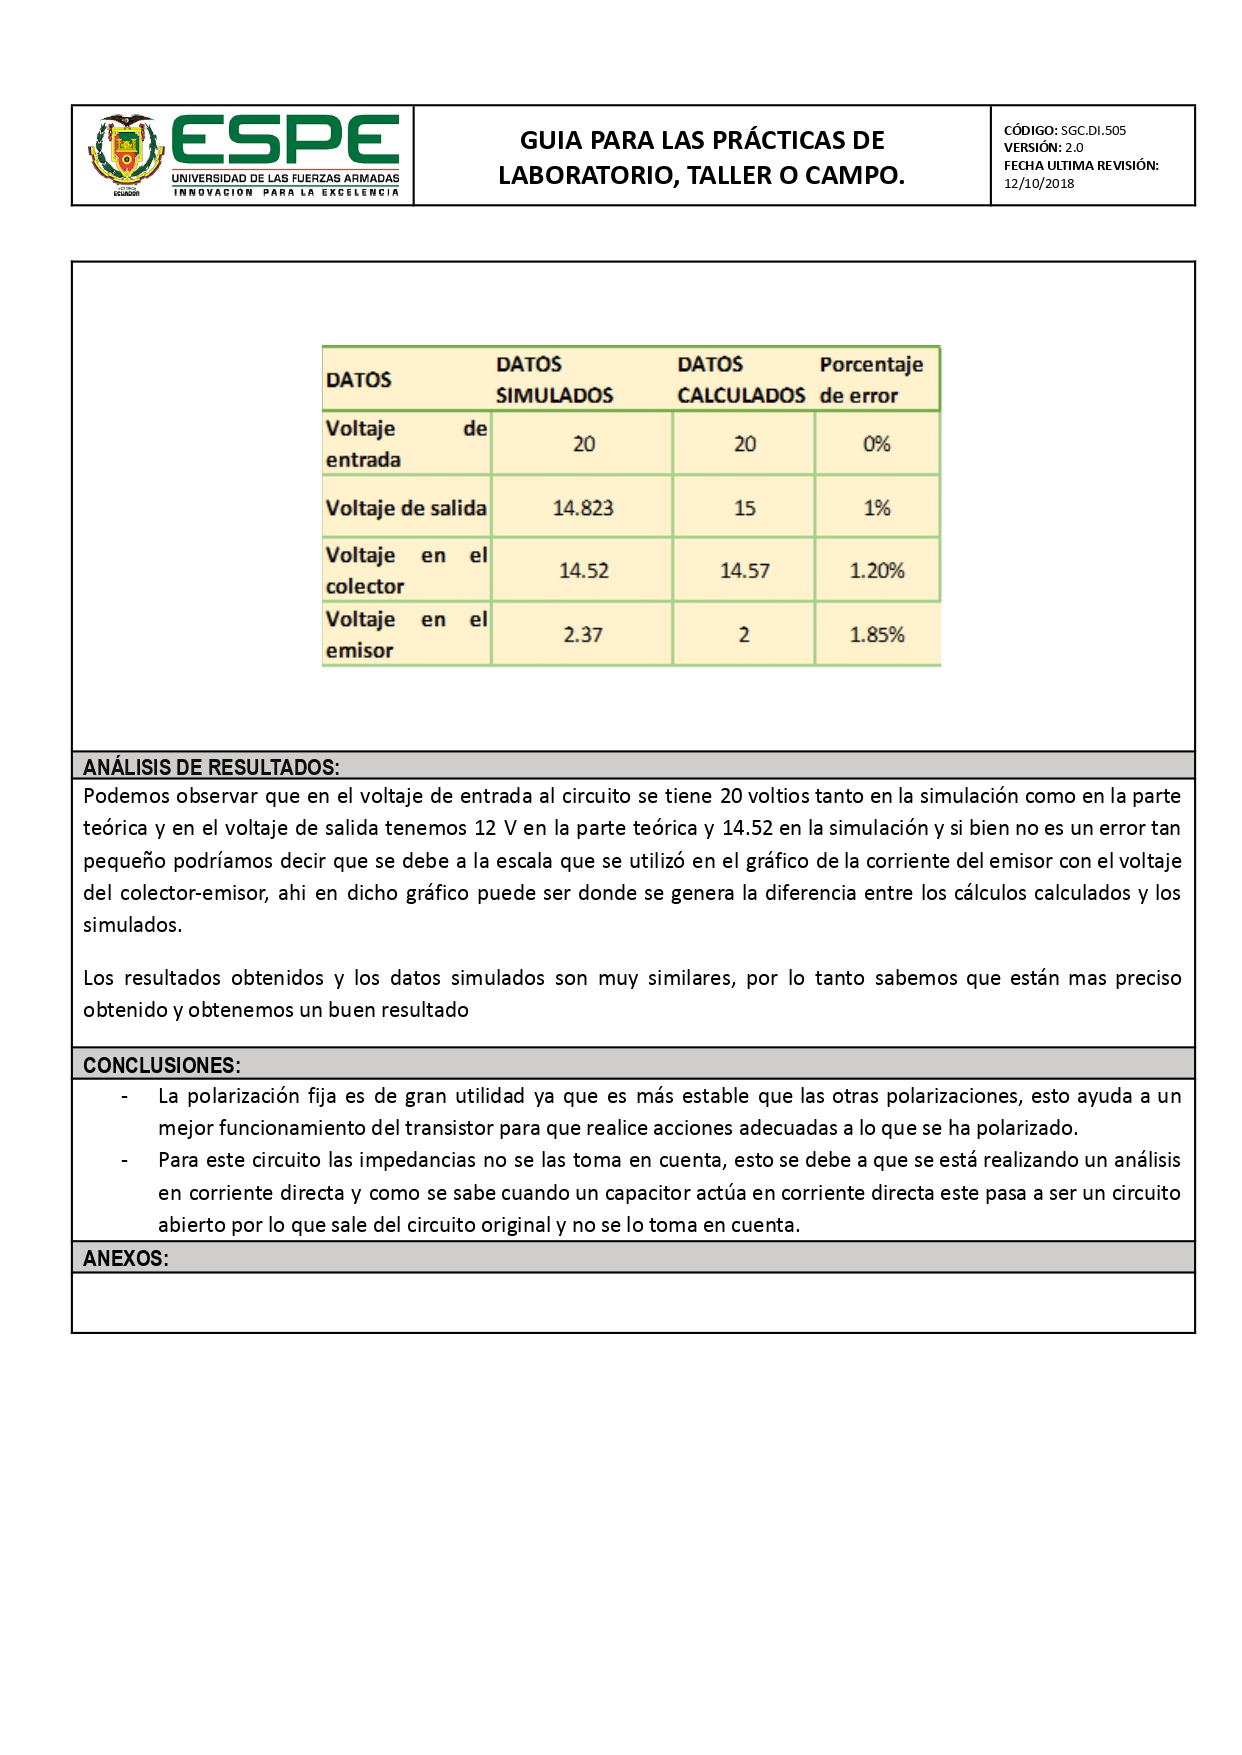 ESPE
UNIVERSIDAD DE LAS FUERZAS ARMADAS
INNOVACIÓN PARA LA EXCELENCIA
ECUADOR
GUIA PARA LAS PRÁCTICAS DE
LABORATORIO, TALLER O CAMPO.
CÓDIGO: SGC.DI.505
VERSIÓN: 2.0
FECHA ULTIMA REVISIÓN:
12/10/2018
DATOS DATOS SIMULADOS DATOS CALCULADOS Porcentaje de error
Voltaje de entrada 20 20 0%
Voltaje de salida 14.823 15 1%
Voltaje en el colector 14.52 14.57 1.20%
Voltaje en el emisor 2.37 2 1.85%
ANÁLISIS DE RESULTADOS:
Podemos observar que en el voltaje de entrada al circuito se tiene 20 voltios tanto en la simulación como en la parte
teórica y en el voltaje de salida tenemos 12 V en la parte teórica y 14.52 en la simulación y si bien no es un error tan
pequeño podríamos decir que se debe a la escala que se utilizó en el gráfico de la corriente del emisor con el voltaje
del colector-emisor, ahi en dicho gráfico puede ser donde se genera la diferencia entre los cálculos calculados y los
simulados.
Los resultados obtenidos y los datos simulados son muy similares, por lo tanto sabemos que están mas preciso
obtenido y obtenemos un buen resultado
CONCLUSIONES:
- La polarización fija es de gran utilidad ya que es más estable que las otras polarizaciones, esto ayuda a un
mejor funcionamiento del transistor para que realice acciones adecuadas a lo que se ha polarizado.
- Para este circuito las impedancias no se las toma en cuenta, esto se debe a que se está realizando un análisis
en corriente directa y como se sabe cuando un capacitor actúa en corriente directa este pasa a ser un circuito
abierto por lo que sale del circuito original y no se lo toma en cuenta.
ANEXOS: